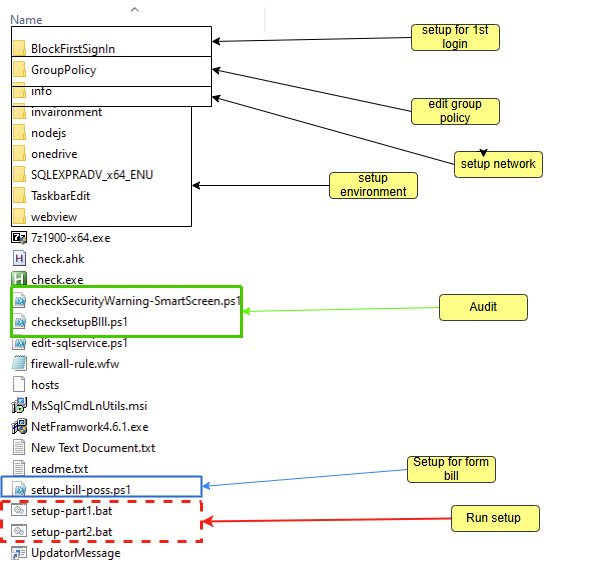 Name
BlockFirstSignIn
setup for 1st
login
GroupPolicy
info
edit group
policy
invaironment
nodejs
onedrive
setup network
SQLEXPRADV_x64_ENU
setup
environment
TaskbarEdit
webview
7z1900-x64.exe
check.ahk
check.exe
checkSecurityWarning-SmartScreen.ps1
Audit
checksetupBIll.ps1
edit-sqlservice.ps1
firewall-rule.wfw
hosts
MsSqlCmdLnUtils.msi
NetFramwork4.6.1.exe
New Text Document.txt
readme.txt
Setup for form
bill
setup-bill-poss.ps1
setup-part1.bat
Run setup
setup-part2.bat
UpdatorMessage